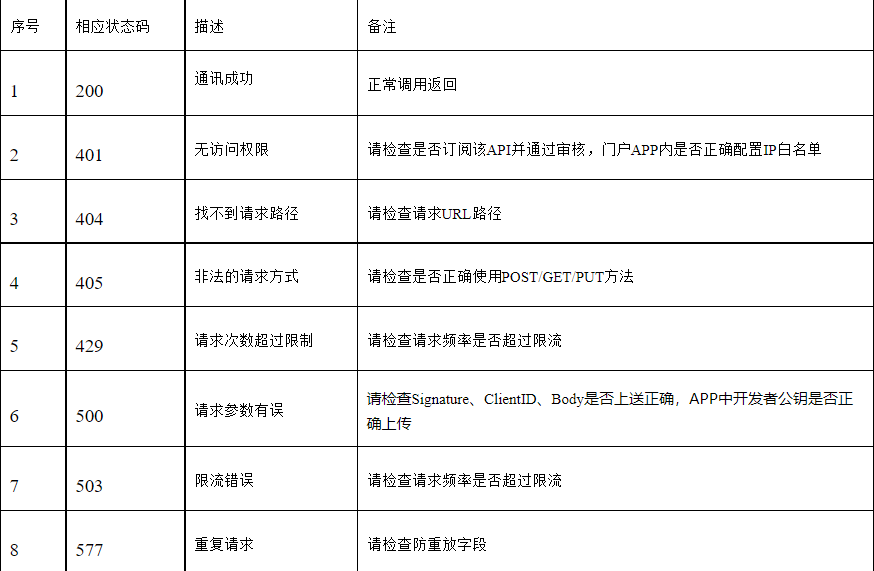 序号 相应状态码 描述 备注
1 200 通讯成功 正常调用返回
2 401 无访问权限 请检查是否订阅该API并通过审核，门户APP内是否正确配置IP白名单
3 404 找不到请求路径 请检查请求URL路径
4 405 非法的请求方式 请检查是否正确使用POST/GET/PUT方法
5 429 请求次数超过限制 请检查请求频率是否超过限流
6 500 请求参数有误 请检查Signature、ClientID、Body是否上送正确，APP中开发者公钥是否正
确上传
7 503 限流错误 请检查请求频率是否超过限流
8 577 重复请求 请检查防重放字段